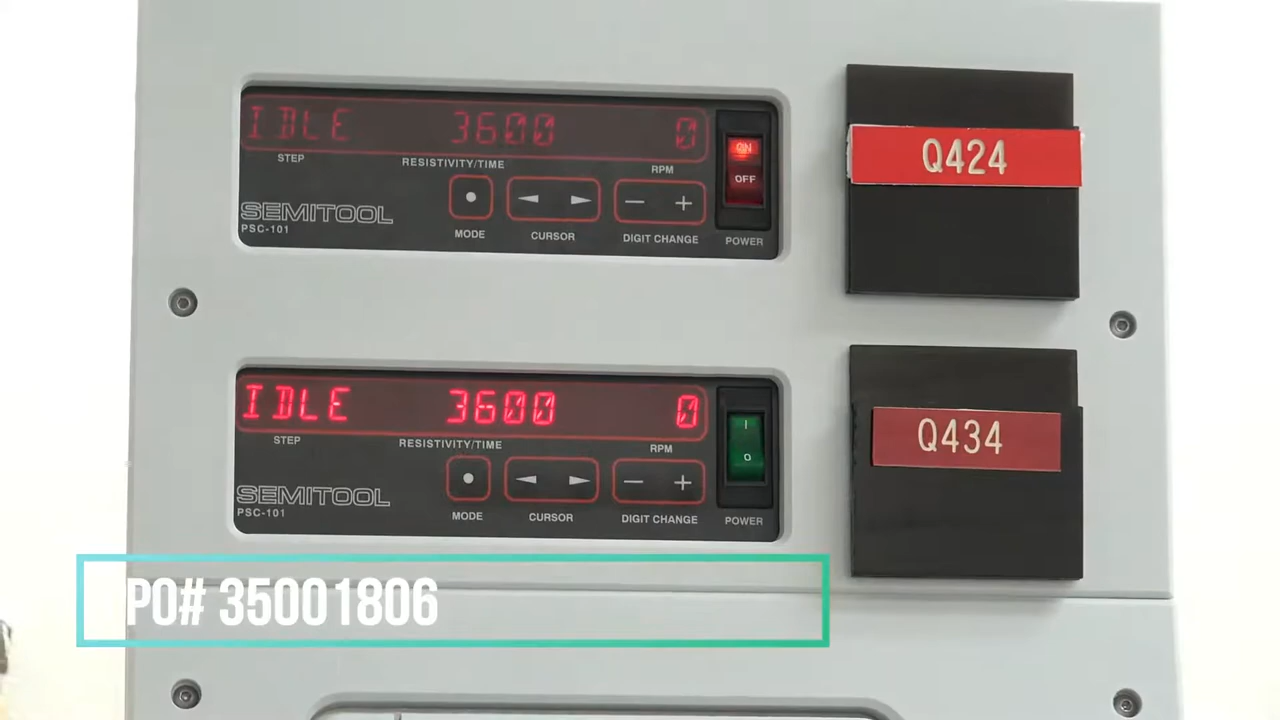 IDLE 3600 0
STEP RESISTIVITY/TIME RPM
ON
OFF
SEMITOOL
PSC-101
MODE CURSOR DIGIT CHANGE POWER
Q424
IDLE 3600 0
STEP RESISTIVITY/TIME RPM
I
O
SEMITOOL
PSC-101
MODE CURSOR DIGIT CHANGE POWER
Q434
PO# 35001806